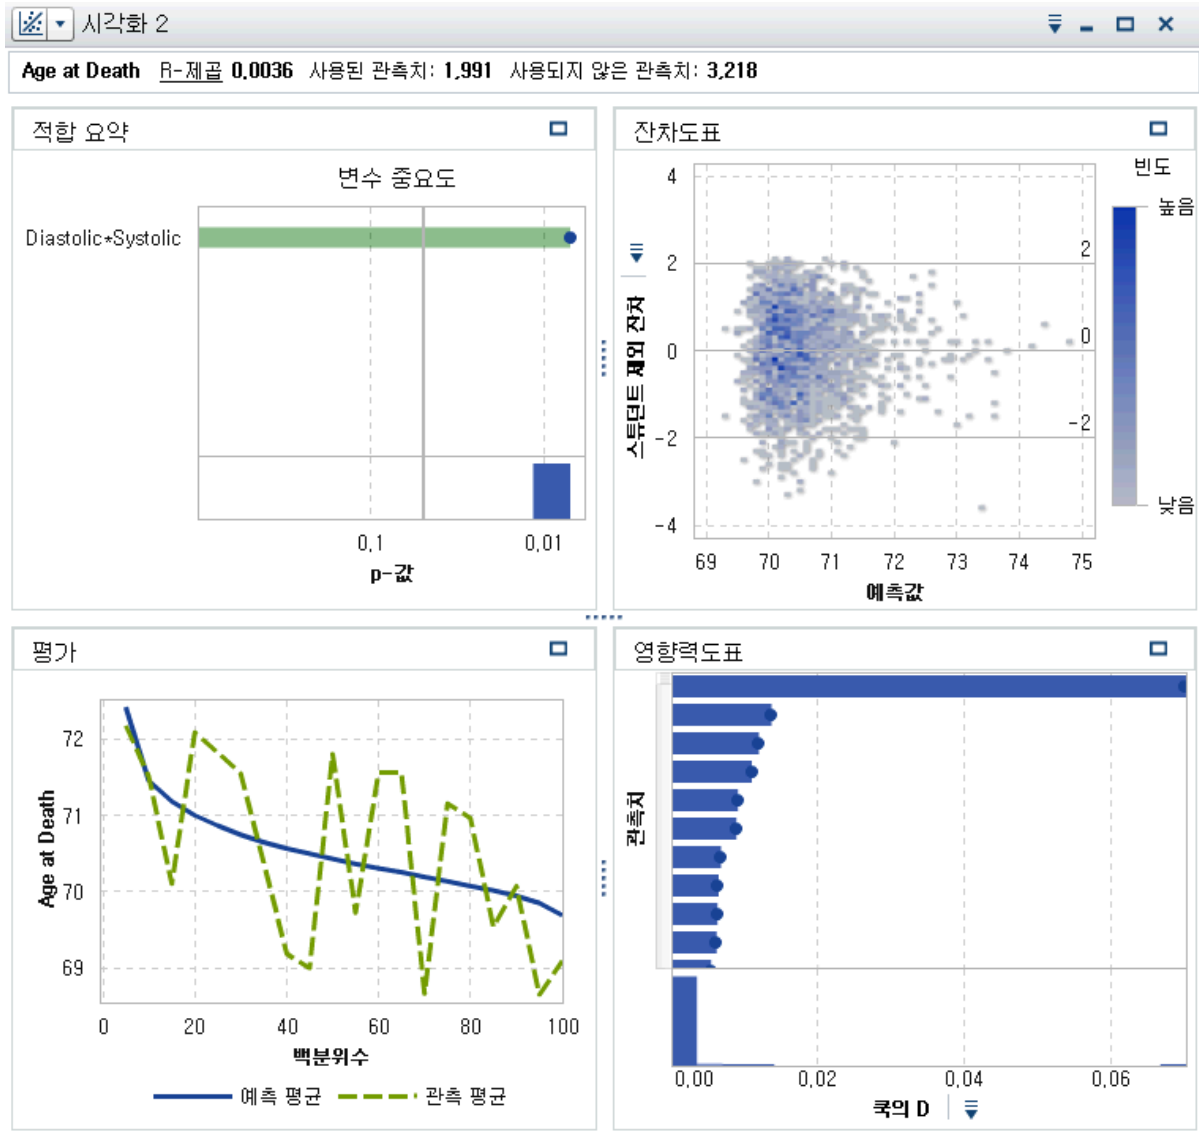 시각화 2
Age at Death R-제곱 0,0036 사용된 관측치: 1,991 사용되지 않은 관측치: 3,218
적합 요약
변수 중요도
Diastolic*Systolic
0,1 0,01
p-값
잔차도표
빈도
높음
낮음
4
2
0
-2
-4
2
0
-2
스튜던트 제외 잔차
69 70 71 72 73 74 75
예측값
평가
Age at Death
72
71
70
69
0 20 40 60 80 100
백분위수
예측 평균 관측 평균
영향력도표
관측치
0,00 0,02 0,04 0,06
쿡의 D